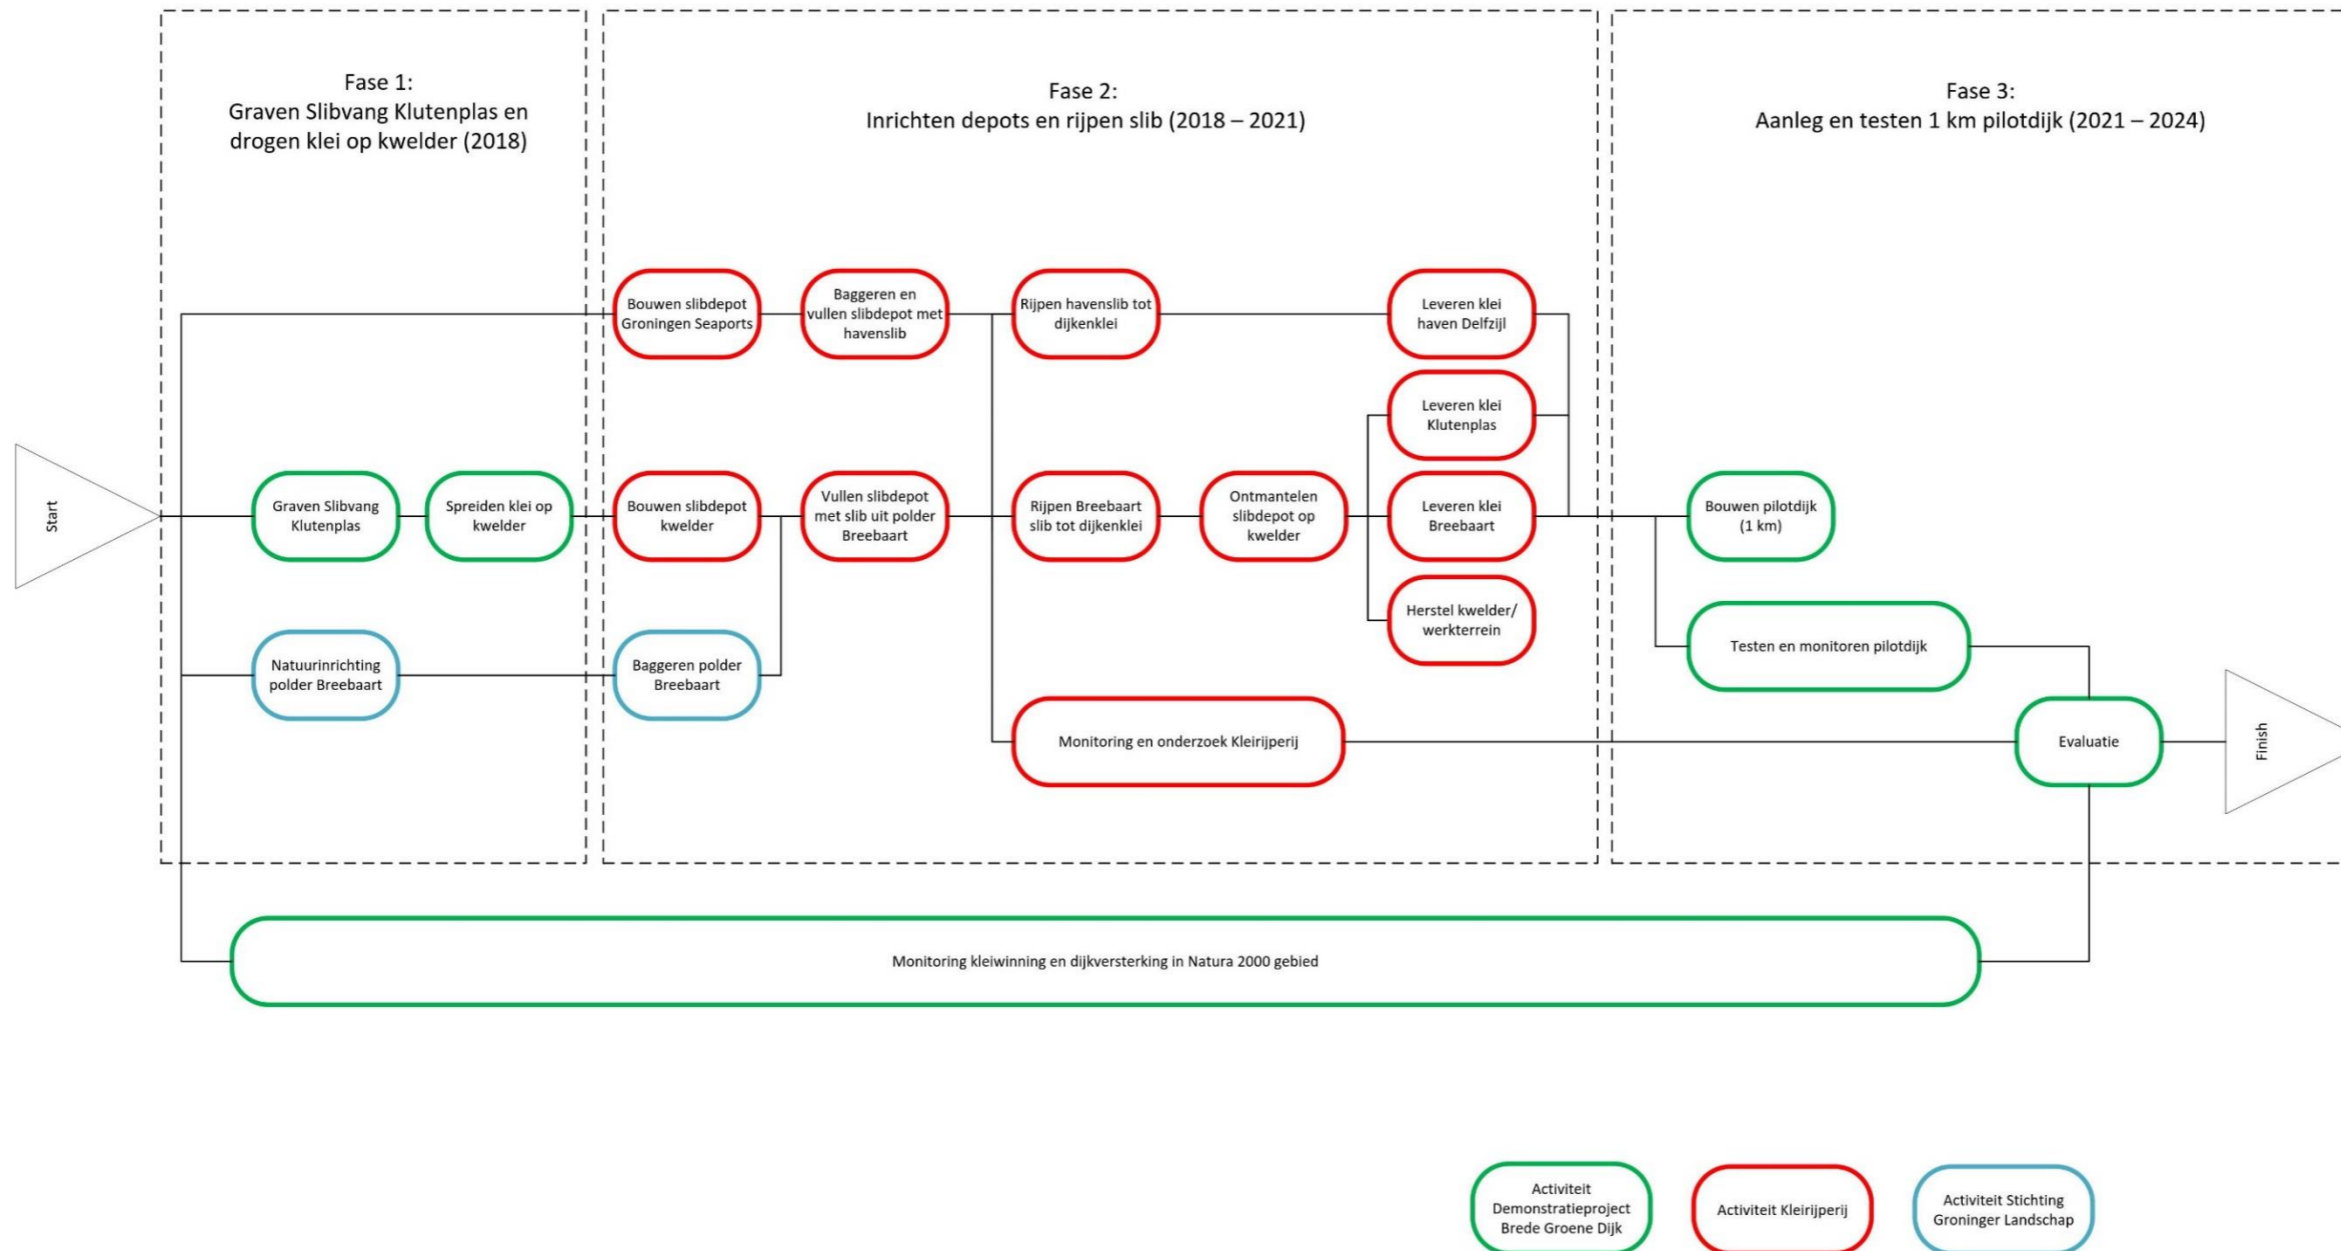 Fase 1:
Graven Slibvang Klutenplas en
drogen klei op kwelder (2018)
Fase 2:
Inrichten depots en rijpen slib (2018 – 2021)
Fase 3:
Aanleg en testen 1 km pilotdijk (2021 – 2024)
Start
Bouwen slibdepot
Groningen Seaports
Baggeren en
vullen slibdepot met
havenslib
Rijpen havenslib tot
dijkenklei
Leveren klei
haven Delfzijl
Leveren klei
Klutenplas
Graven Slibvang
Klutenplas
Spreiden klei op
kwelder
Bouwen slibdepot
kwelder
Vullen slibdepot
met slib uit polder
Breebaart
Rijpen Breebaart
slib tot dijkenklei
Ontmantelen
slibdepot op
kwelder
Leveren klei
Breebaart
Bouwen pilotdijk
(1 km)
Herstel kwelder/
werkterrein
Testen en monitoren pilotdijk
Natuurinrichting
polder Breebaart
Baggeren polder
Breebaart
Monitoring en onderzoek Kleirijperij
Evaluatie
Finish
Monitoring kleiwinning en dijkversterking in Natura 2000 gebied
Activiteit
Demonstratieproject
Brede Groene Dijk
Activiteit Kleirijperij
Activiteit Stichting
Groninger Landschap